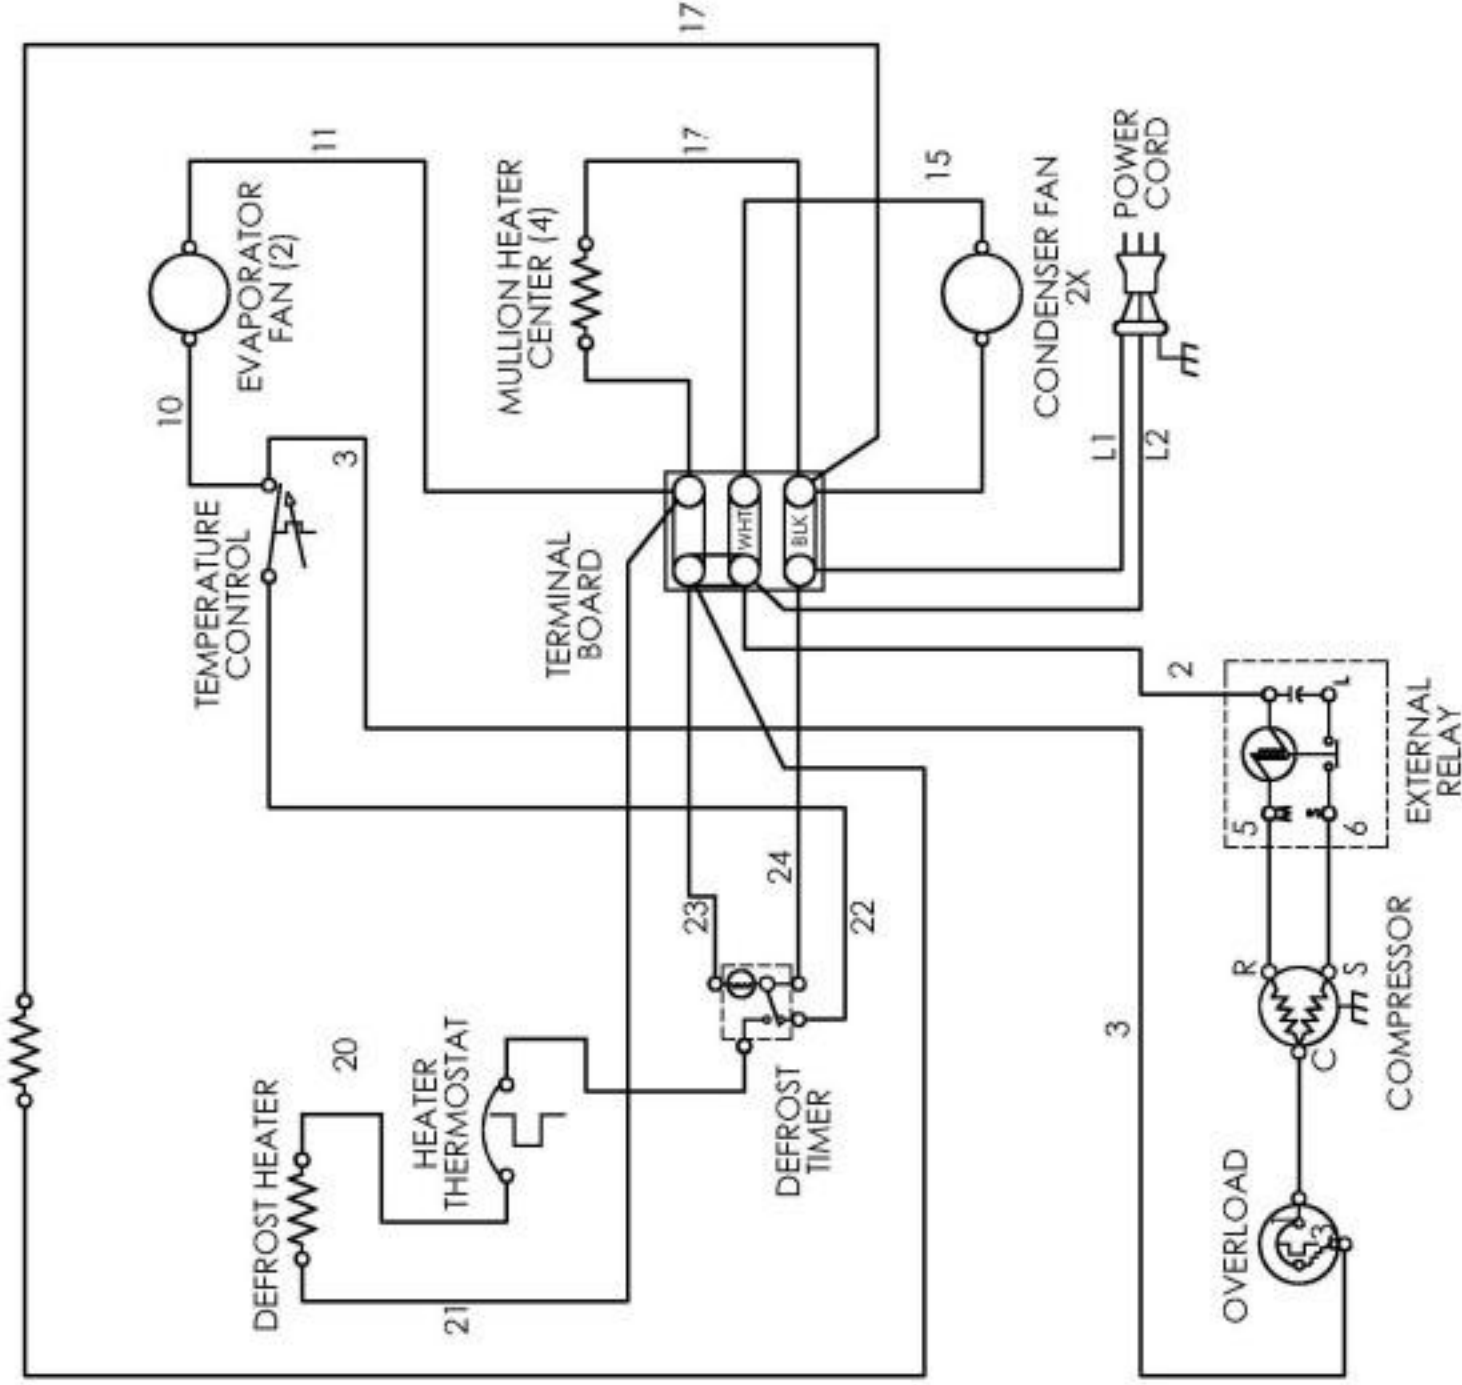 17
11
EVAPORATOR
FAN (2)
10
3
TEMPERATURE
CONTROL
MULLION HEATER
CENTER (4)
17
15
CONDENSER FAN
2X
POWER
CORD
L1
L2
TERMINAL
BOARD
WHT
BLK
2
L
EXTERNAL
RELAY
5
M
S
6
23
24
22
DEFROST
TIMER
20
HEATER
THERMOSTAT
DEFROST HEATER
21
3
R
S
C
COMPRESSOR
OVERLOAD
1
3